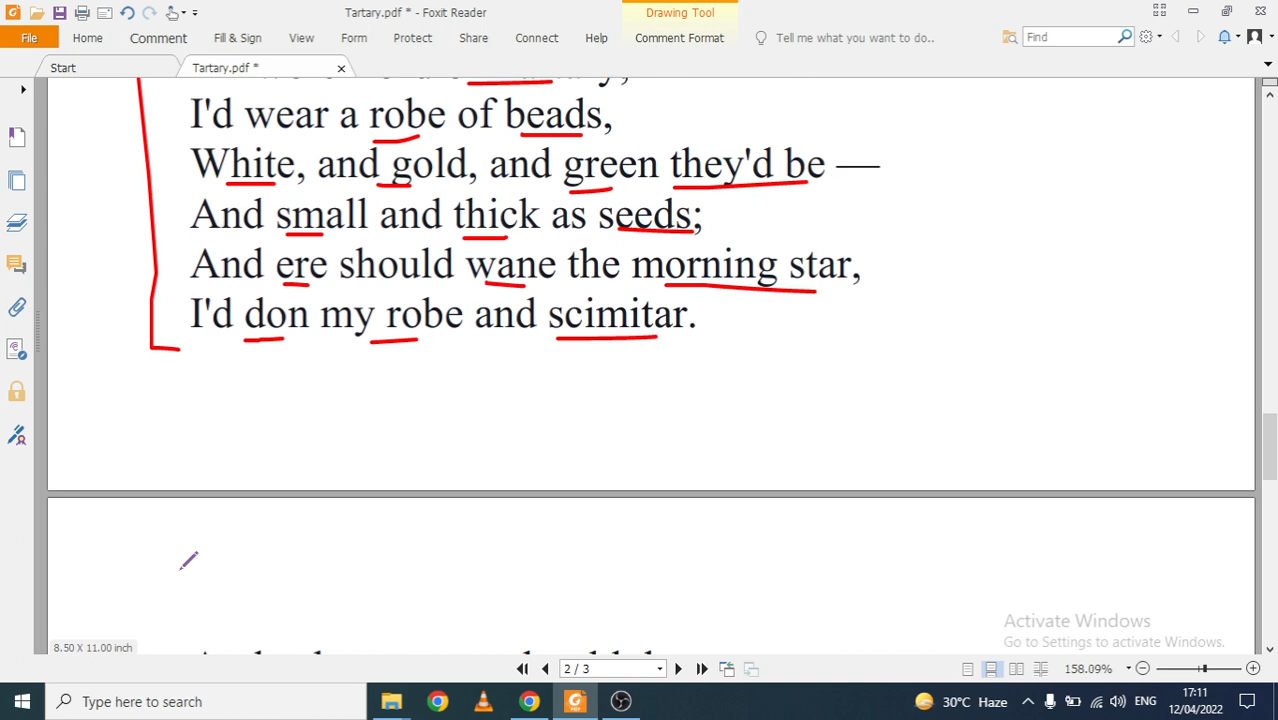 Tartary.pdf * - Foxit Reader
Drawing Tool
File Home Comment Fill & Sign View Form Protect Share Connect Help Comment Format Tell me what you want to do.. Find
Start Tartary.pdf *
I'd wear a robe of beads,
White, and gold, and green they'd be —
And small and thick as seeds;
And ere should wane the morning star,
I'd don my robe and scimitar.
Activate Windows
Go to Settings to activate Windows.
8.50 X 11.00 inch
2 / 3
158.09%
Type here to search
30°C Haze
ENG
17:11
12/04/2022